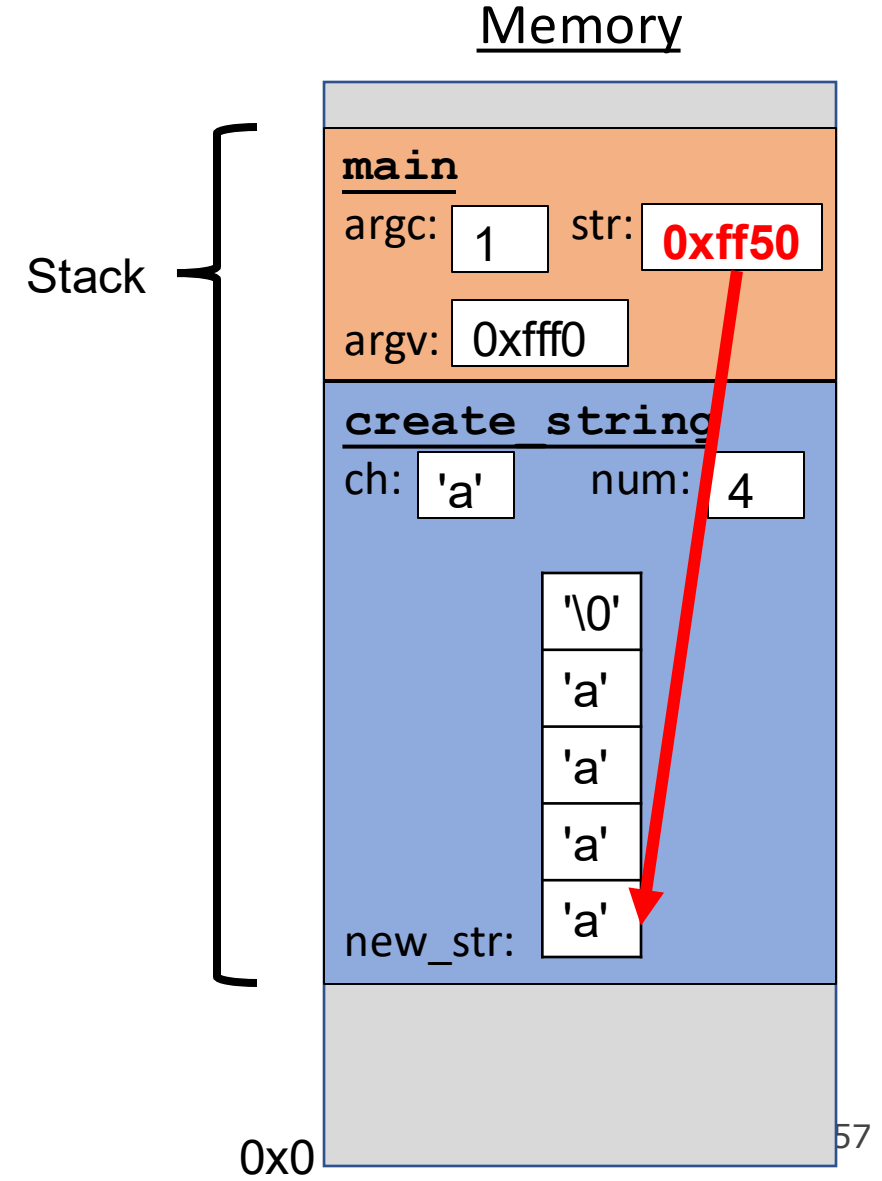 Memory
main
argc: 1 str: 0xff50
Stack
argv: 0xfff0
create_string
ch: 'a' num: 4
'\0'
'a'
'a'
'a'
'a'
new_str:
57
0x0